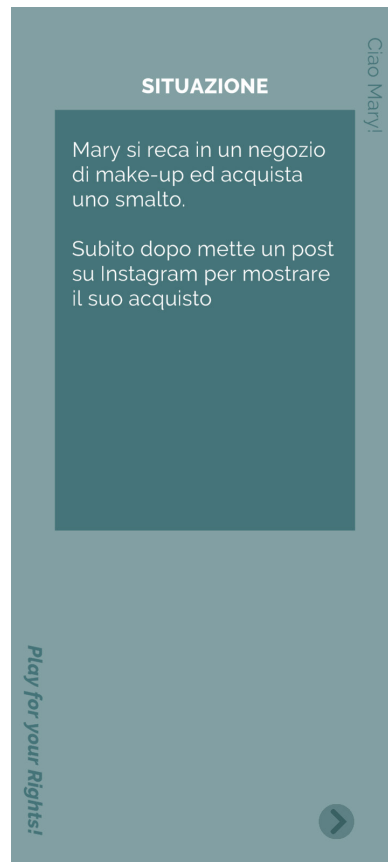 Ciao Mary!
SITUAZIONE
Mary si reca in un negozio
di make-up ed acquista
uno smalto.
Subito dopo mette un post
su Instagram per mostrare
il suo acquisto
Play for your Rights!